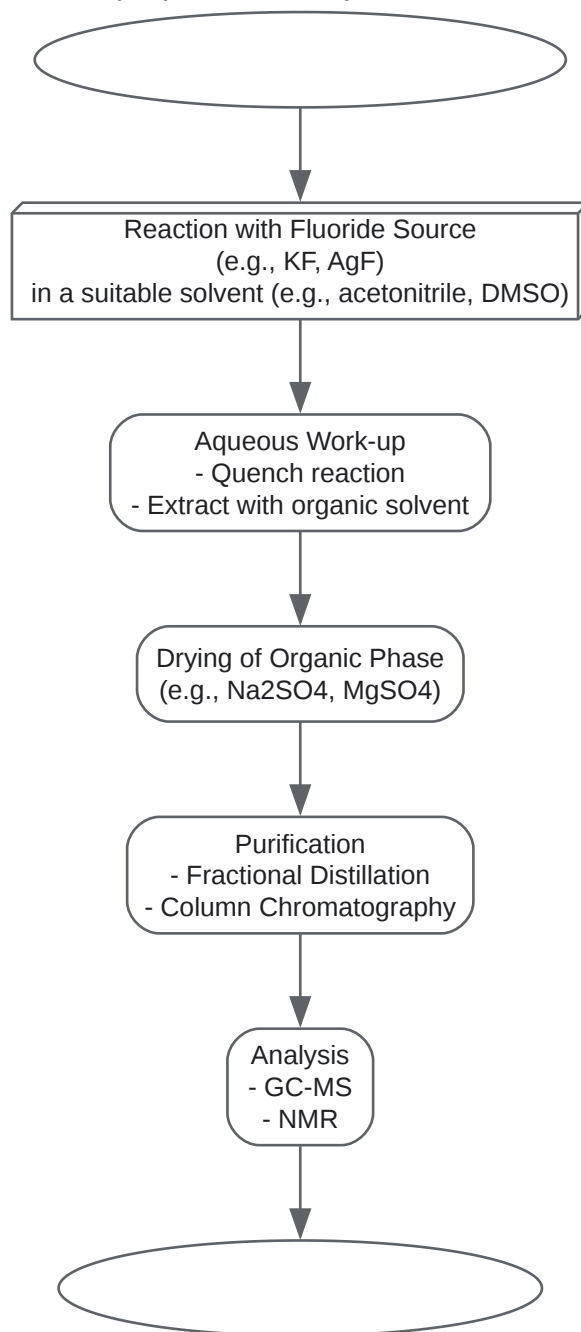 Reaction with Fluoride Source
(e.g., KF, AgF)
in a suitable solvent (e.g., acetonitrile, DMSO)
Aqueous Work-up
- Quench reaction
- Extract with organic solvent
Drying of Organic Phase
(e.g., Na2SO4, MgSO4)
Purification
- Fractional Distillation
- Column Chromatography
Analysis
- GC-MS
- NMR